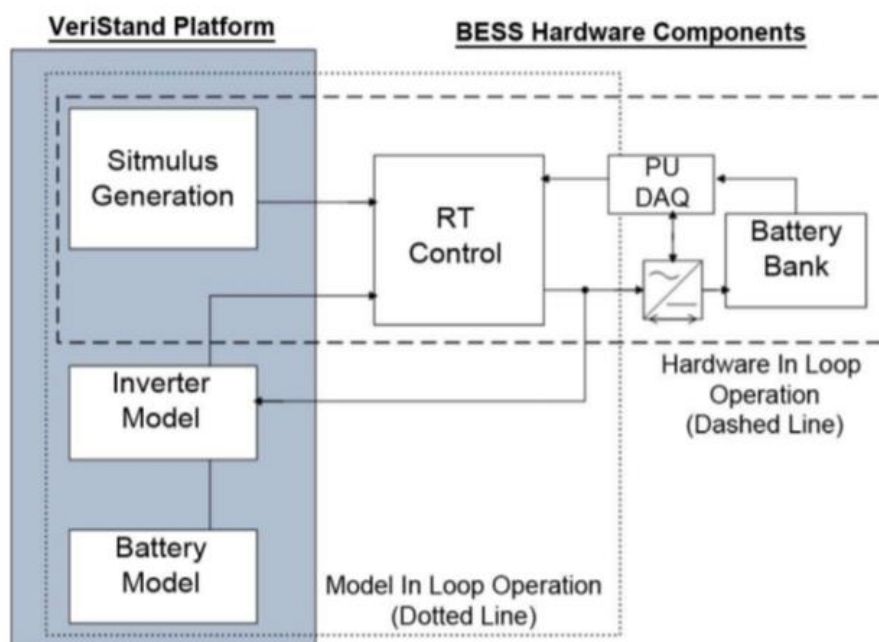 VeriStand Platform
BESS Hardware Components
Sitmulus
Generation
RT
Control
PU
DAQ
Battery
Bank
Hardware In Loop
Operation
(Dashed Line)
Inverter
Model
Battery
Model
Model In Loop Operation
(Dotted Line)